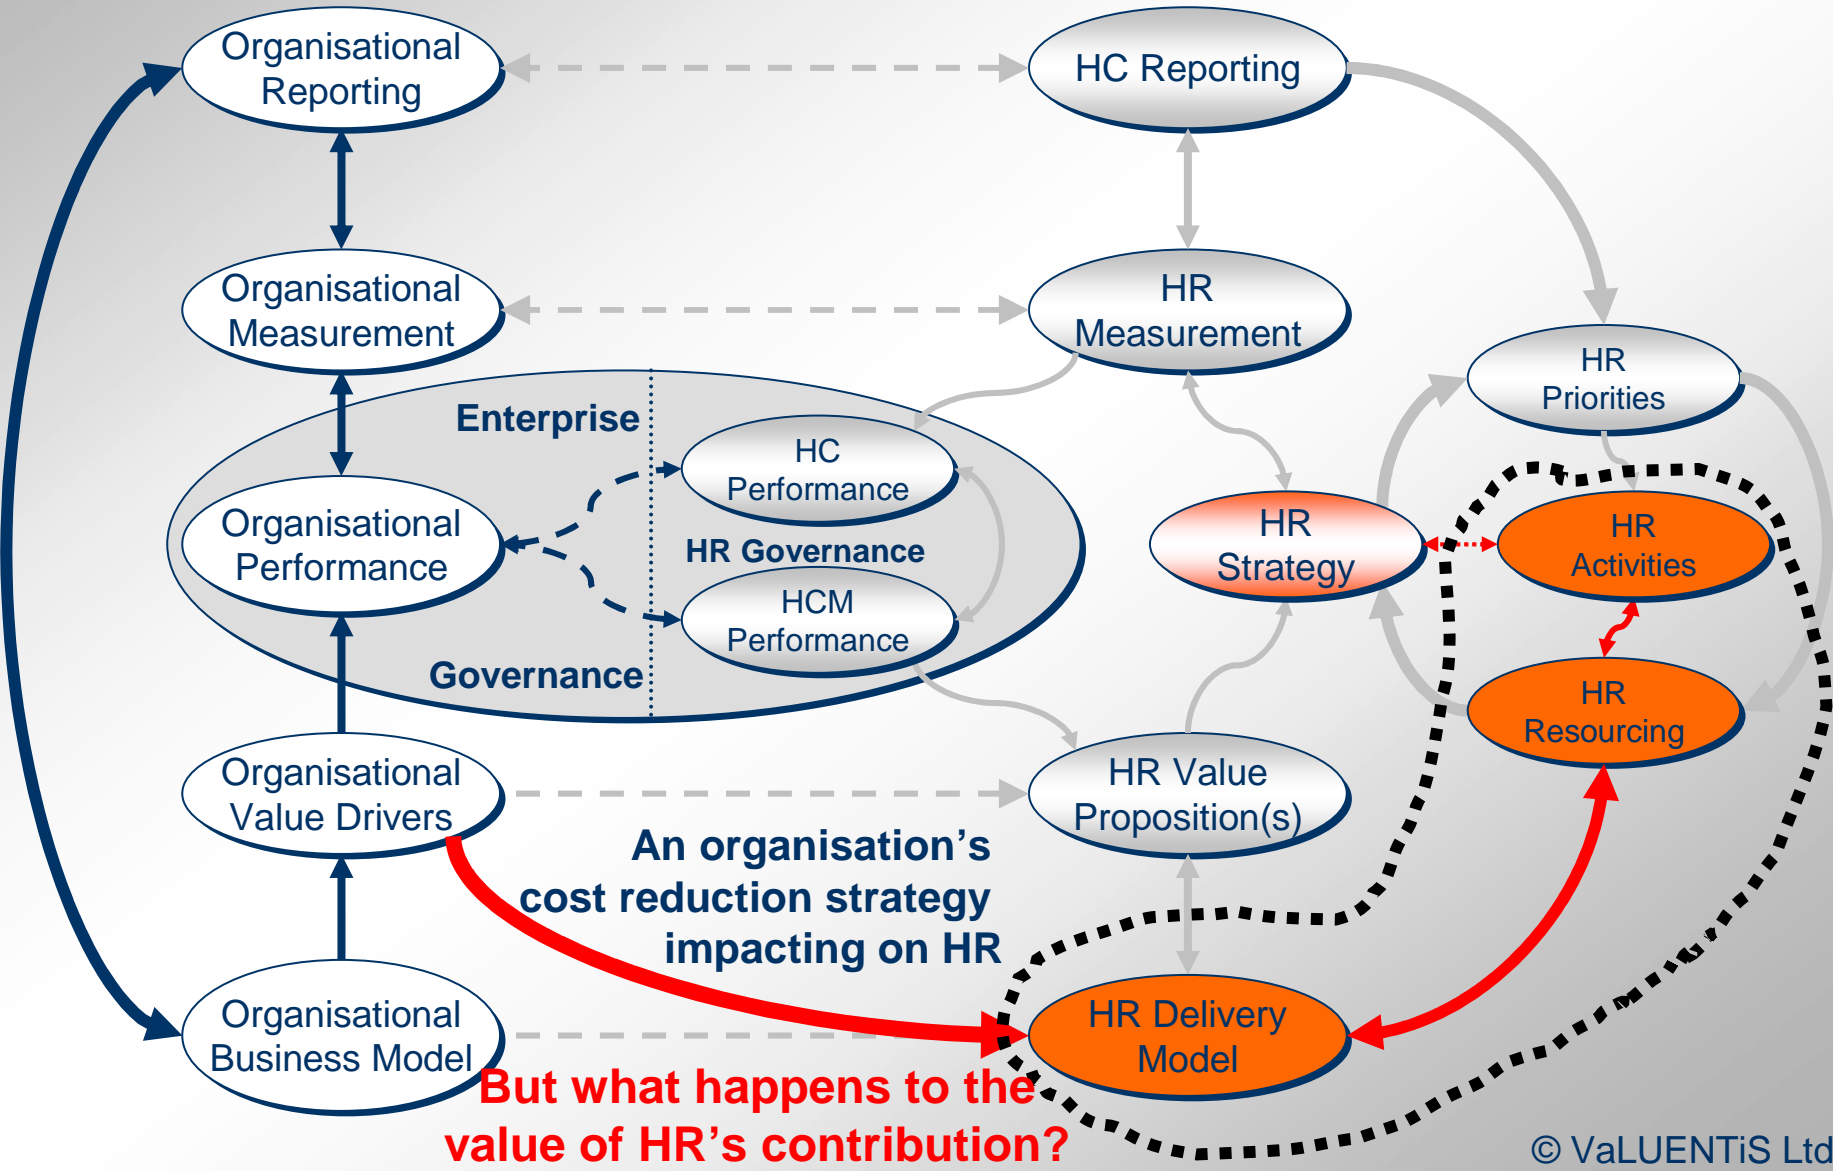 Organisational
Reporting
HC Reporting
Organisational
Measurement
HR
Measurement
HR
Priorities
Enterprise
HC
Performance
Organisational
Performance
HR Governance
HR
Strategy
HR
Activities
HCM
Performance
Governance
HR
Resourcing
Organisational
Value Drivers
HR Value
Proposition(s)
An organisation’s
cost reduction strategy
impacting on HR
Organisational
Business Model
HR Delivery
Model
But what happens to the
value of HR’s contribution?
© VaLUENTiS Ltd